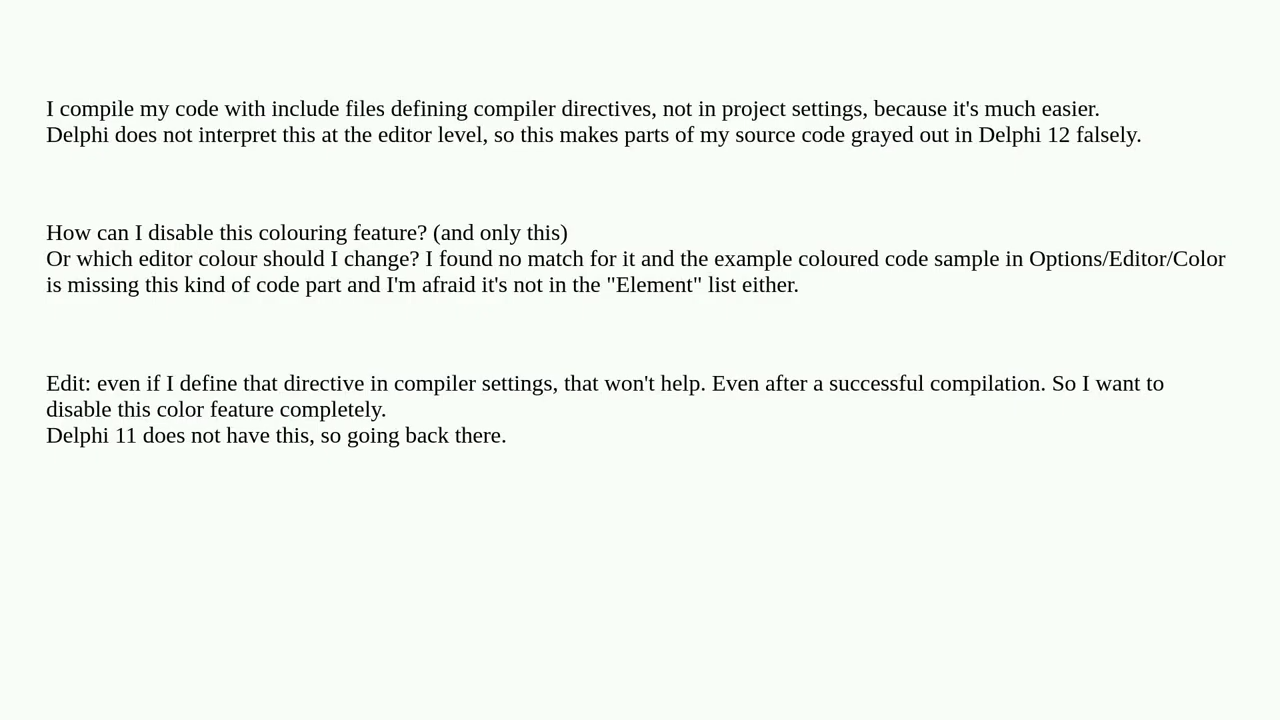 I compile my code with include files defining compiler directives, not in project settings, because it's much easier.
Delphi does not interpret this at the editor level, so this makes parts of my source code grayed out in Delphi 12 falsely.
How can I disable this colouring feature? (and only this)
Or which editor colour should I change? I found no match for it and the example coloured code sample in Options/Editor/Color
is missing this kind of code part and I'm afraid it's not in the "Element" list either.
Edit: even if I define that directive in compiler settings, that won't help. Even after a successful compilation. So I want to
disable this color feature completely.
Delphi 11 does not have this, so going back there.